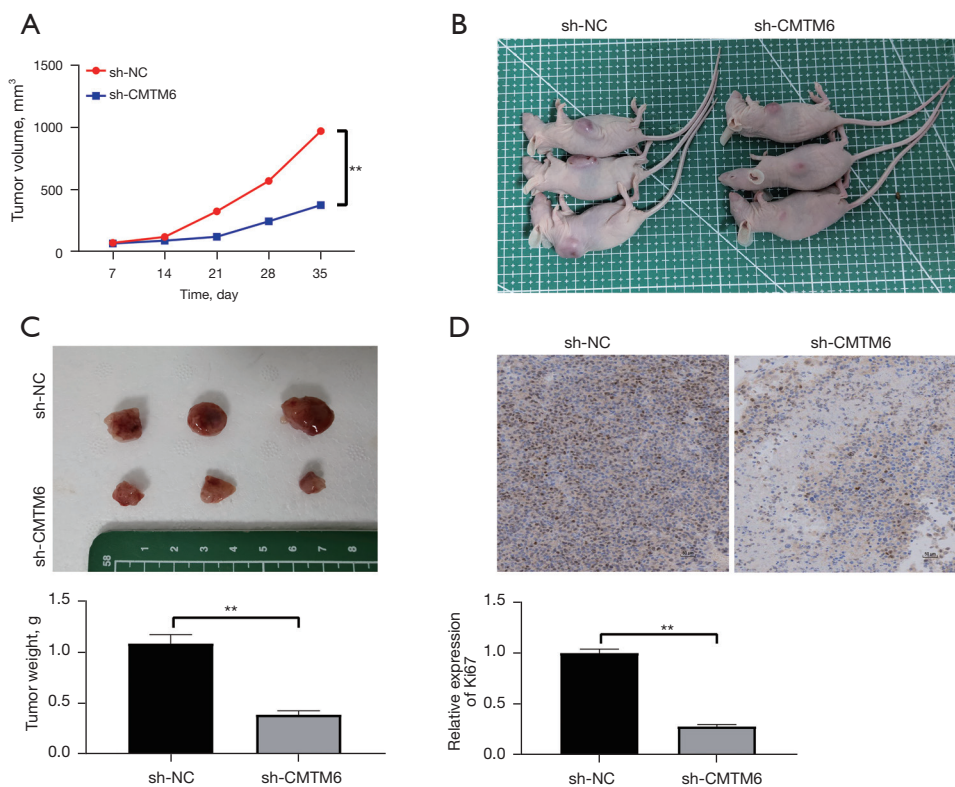 A
Tumor volume, mm³
1500
1000
500
0
sh-NC
sh-CMTM6
**
7 14 21 28 35
Time, day
B
sh-NC sh-CMTM6
C
sh-NC
sh-CMTM6
58 1 2 3 4 5 6 7 8
Tumor weight, g
1.5
1.0
0.5
0.0
**
sh-NC sh-CMTM6
D
sh-NC sh-CMTM6
Relative expression
of Ki67
1.5
1.0
0.5
0.0
**
sh-NC sh-CMTM6